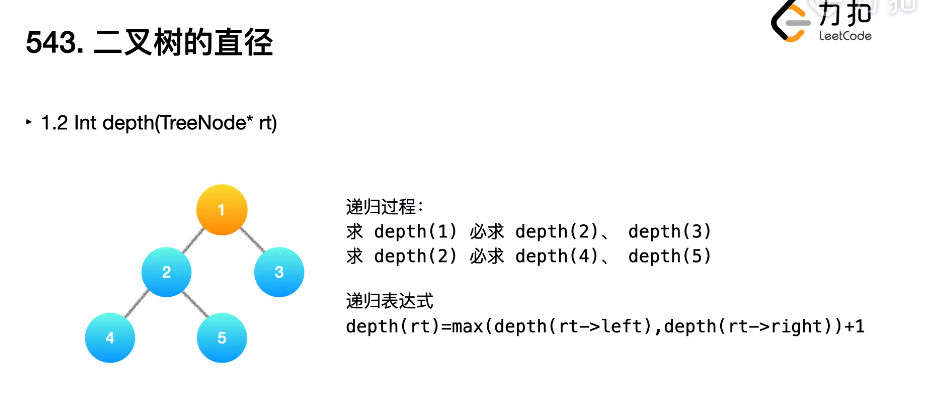 543. 二叉树的直径
力扣
LeetCode
‣ 1.2 Int depth(TreeNode* rt)
1
2
3
4
5
递归过程：
求 depth(1) 必求 depth(2)、 depth(3)
求 depth(2) 必求 depth(4)、 depth(5)
递归表达式
depth(rt)=max(depth(rt->left),depth(rt->right))+1